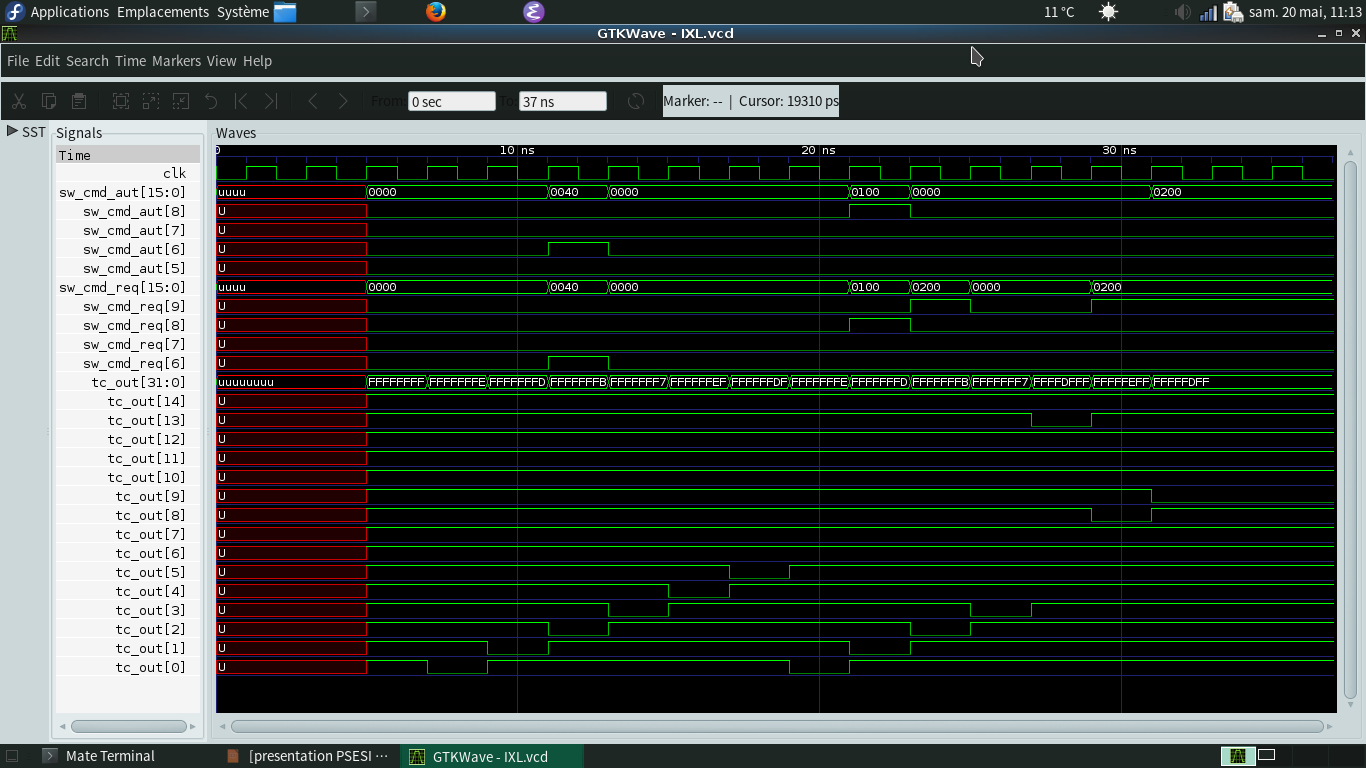 Applications Emplacements Système 11 °C sam. 20 mai, 11:13
GTKWave - IXL.vcd
File Edit Search Time Markers View Help
From: 0 sec To: 37 ns Marker: -- | Cursor: 19310 ps
SST Signals Waves
Time 0 10 ns 20 ns 30 ns
clk
sw_cmd_aut[15:0] uuuu 0000 0040 0000 0100 0000 0200
sw_cmd_aut[8] U
sw_cmd_aut[7] U
sw_cmd_aut[6] U
sw_cmd_aut[5] U
sw_cmd_req[15:0] uuuu 0000 0040 0000 0100 0200 0000 0200
sw_cmd_req[9] U
sw_cmd_req[8] U
sw_cmd_req[7] U
sw_cmd_req[6] U
tc_out[31:0] uuuuuuuu FFFFFFFF FFFFFFFE FFFFFFFD FFFFFFFB FFFFFFF7 FFFFFFEF FFFFFFDF FFFFFFFE FFFFFFFD FFFFFFFB FFFFFFF7 FFFFDFFF FFFFFEFF FFFFFDFF
tc_out[14] U
tc_out[13] U
tc_out[12] U
tc_out[11] U
tc_out[10] U
tc_out[9] U
tc_out[8] U
tc_out[7] U
tc_out[6] U
tc_out[5] U
tc_out[4] U
tc_out[3] U
tc_out[2] U
tc_out[1] U
tc_out[0] U
Mate Terminal [presentation PSESI ··· GTKWave - IXL.vcd